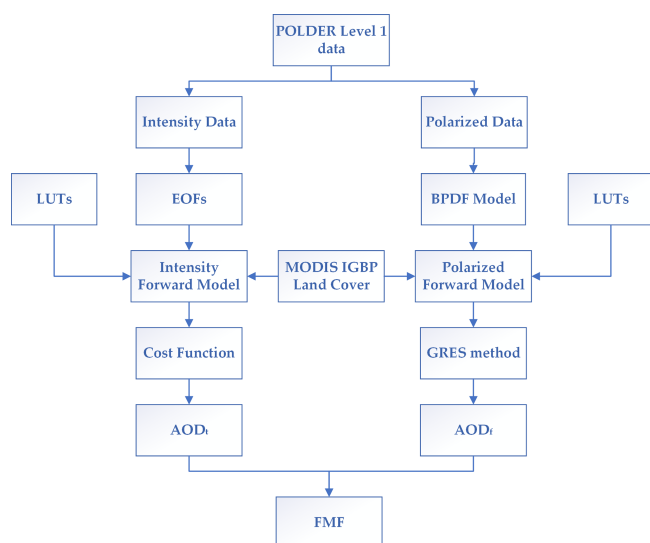 POLDER Level 1
data
Intensity Data
Polarized Data
LUTs
EOFs
BPDF Model
LUTs
Intensity
Forward Model
MODIS IGBP
Land Cover
Polarized
Forward Model
Cost Function
GRES method
AODt
AODf
FMF